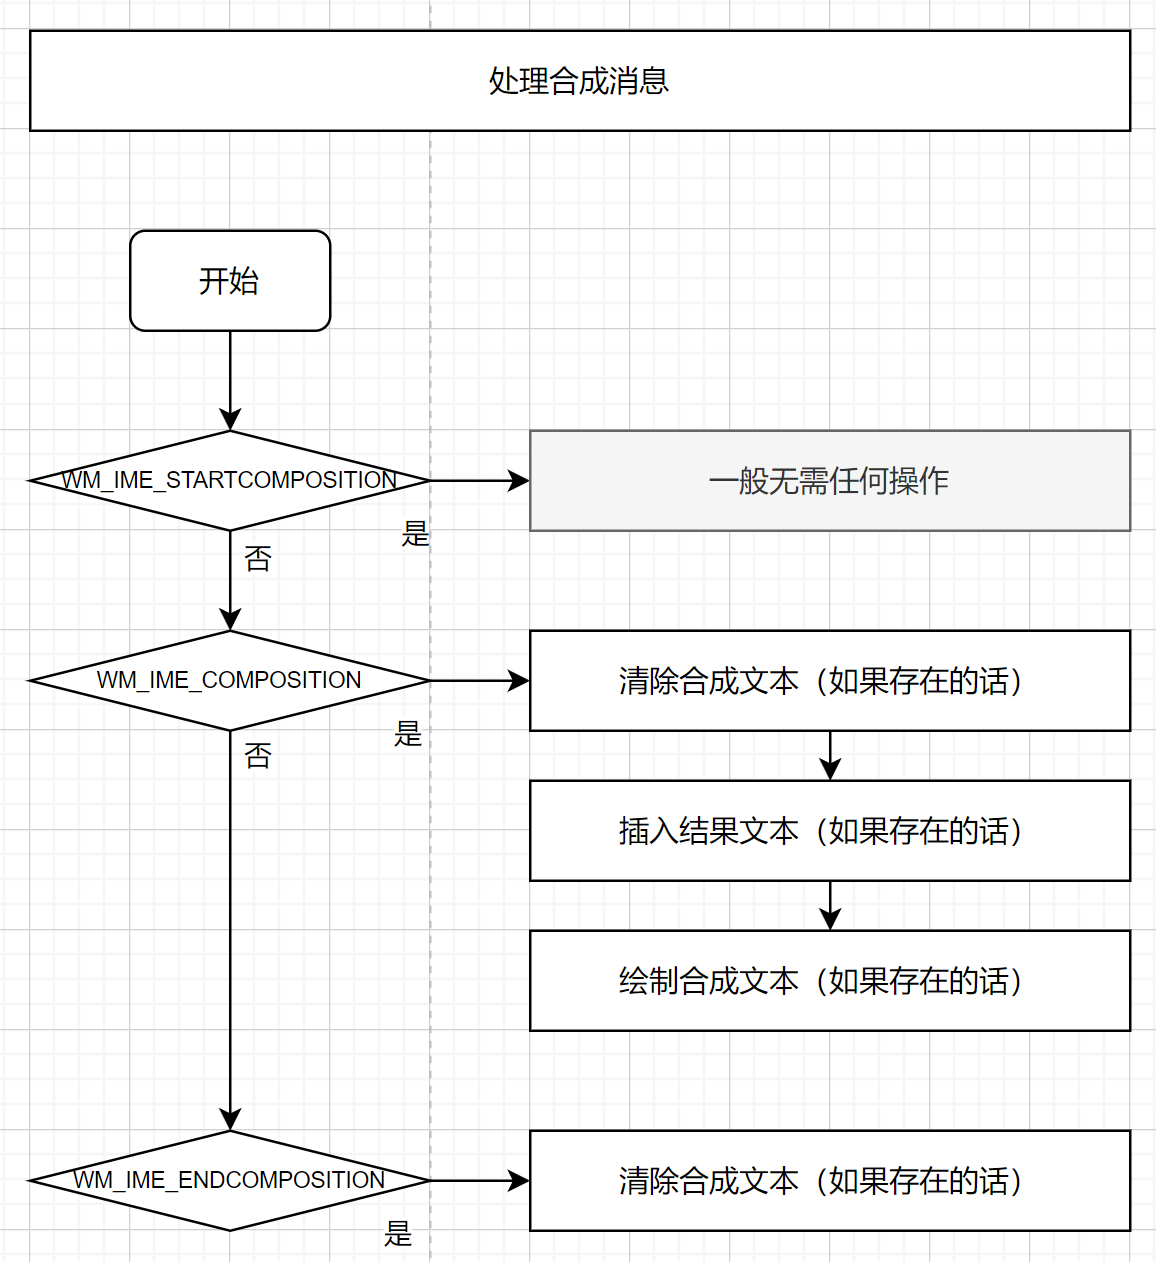 处理合成消息
开始
WM_IME_STARTCOMPOSITION
一般无需任何操作
是
否
WM_IME_COMPOSITION
清除合成文本（如果存在的话）
是
否
插入结果文本（如果存在的话）
绘制合成文本（如果存在的话）
WM_IME_ENDCOMPOSITION
清除合成文本（如果存在的话）
是